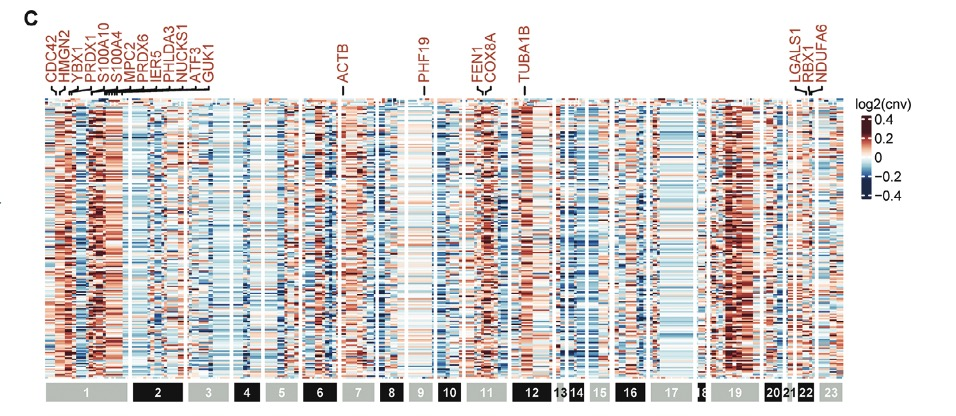 C
CDC42
HMGN2
YBX1
PRDX1
S100A10
S100A4
MPC2
PRDX6
IER5
PHLDA3
NUCKS1
ATF3
GUK1
ACTB
PHF19
FEN1
COX8A
TUBA1B
LGALS1
RBX1
NDUFA6
log2(cnv)
0.4
0.2
0
−0.2
−0.4
1 2 3 4 5 6 7 8 9 10 11 12 13 14 15 16 17 18 19 20 21 22 23